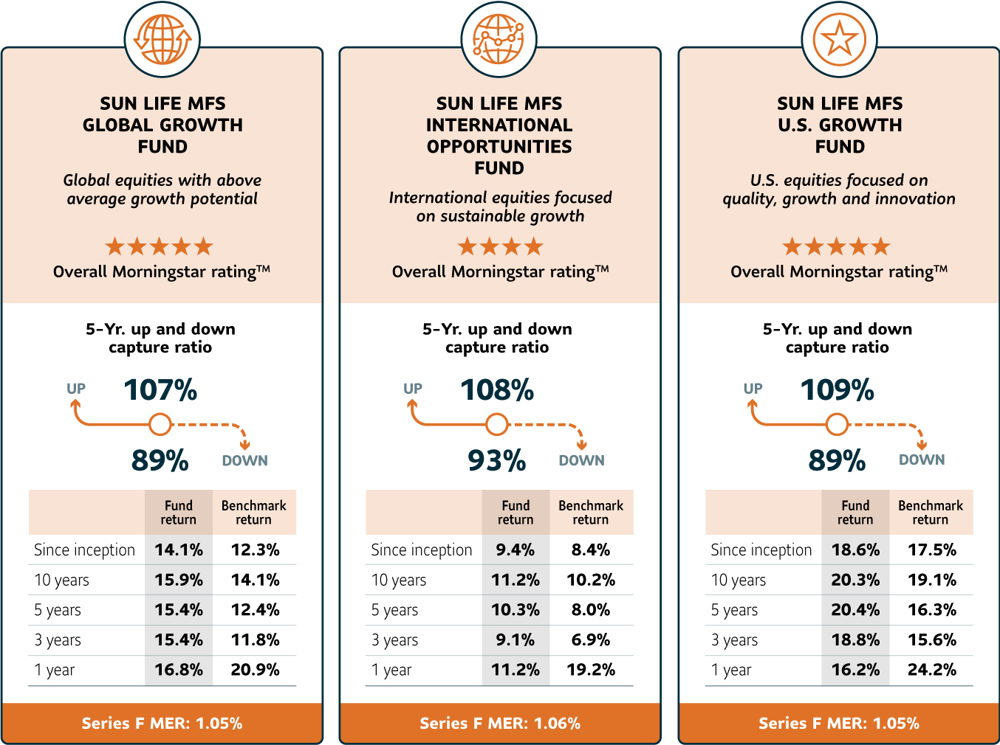 SUN LIFE MFS
GLOBAL GROWTH
FUND
Global equities with above
average growth potential
Overall Morningstar rating™
5-Yr. up and down
capture ratio
UP 107%
89% DOWN
Fund return Benchmark return
Since inception 14.1% 12.3%
10 years 15.9% 14.1%
5 years 15.4% 12.4%
3 years 15.4% 11.8%
1 year 16.8% 20.9%
Series F MER: 1.05%
SUN LIFE MFS
INTERNATIONAL
OPPORTUNITIES
FUND
International equities focused
on sustainable growth
Overall Morningstar rating™
5-Yr. up and down
capture ratio
UP 108%
93% DOWN
Fund return Benchmark return
Since inception 9.4% 8.4%
10 years 11.2% 10.2%
5 years 10.3% 8.0%
3 years 9.1% 6.9%
1 year 11.2% 19.2%
Series F MER: 1.06%
SUN LIFE MFS
U.S. GROWTH
FUND
U.S. equities focused on
quality, growth and innovation
Overall Morningstar rating™
5-Yr. up and down
capture ratio
UP 109%
89% DOWN
Fund return Benchmark return
Since inception 18.6% 17.5%
10 years 20.3% 19.1%
5 years 20.4% 16.3%
3 years 18.8% 15.6%
1 year 16.2% 24.2%
Series F MER: 1.05%